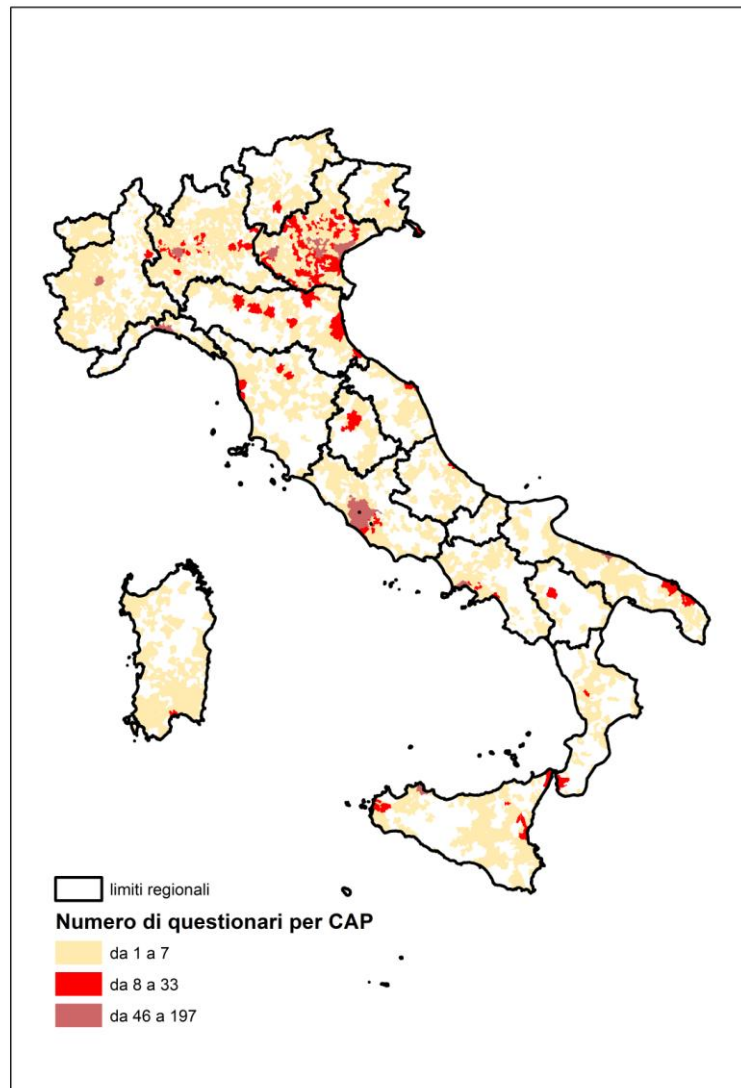 limiti regionali
Numero di questionari per CAP
da 1 a 7
da 8 a 33
da 46 a 197